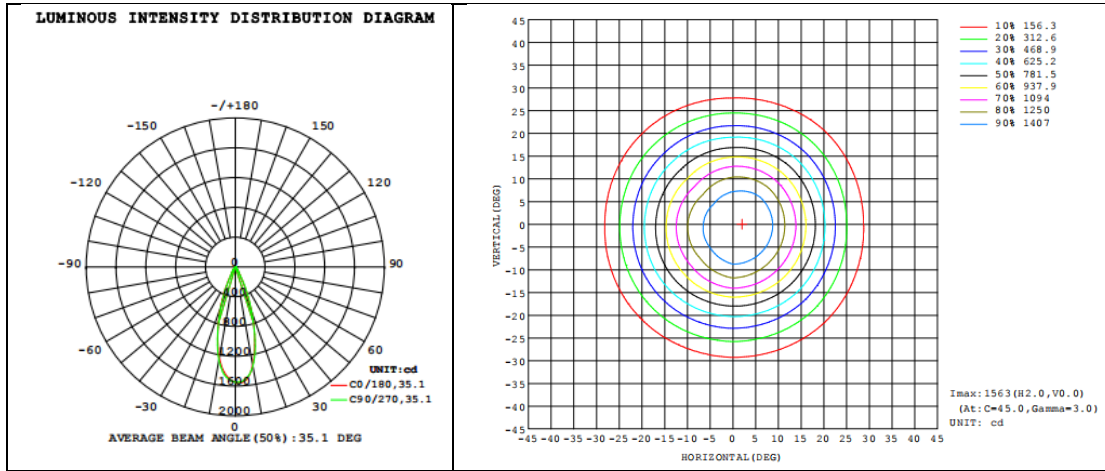 LUMINOUS INTENSITY DISTRIBUTION DIAGRAM
-/+180
-150 150
-120 120
-90 0 90
400
800
-60 1200 60
UNIT:cd
1600 C0/180,35.1
-30 2000 30 C90/270,35.1
AVERAGE BEAM ANGLE(50%):35.1 DEG
45
40
35
30
25
20
15
10
5
0
-5
-10
-15
-20
-25
-30
-35
-40
-45
VERTICAL(DEG)
-45 -40 -35 -30 -25 -20 -15 -10 -5 0 5 10 15 20 25 30 35 40 45
HORIZONTAL(DEG)
10% 156.3
20% 312.6
30% 468.9
40% 625.2
50% 781.5
60% 937.9
70% 1094
80% 1250
90% 1407
Imax:1563(H2.0,V0.0)
(At:C=45.0,Gamma=3.0)
UNIT: cd